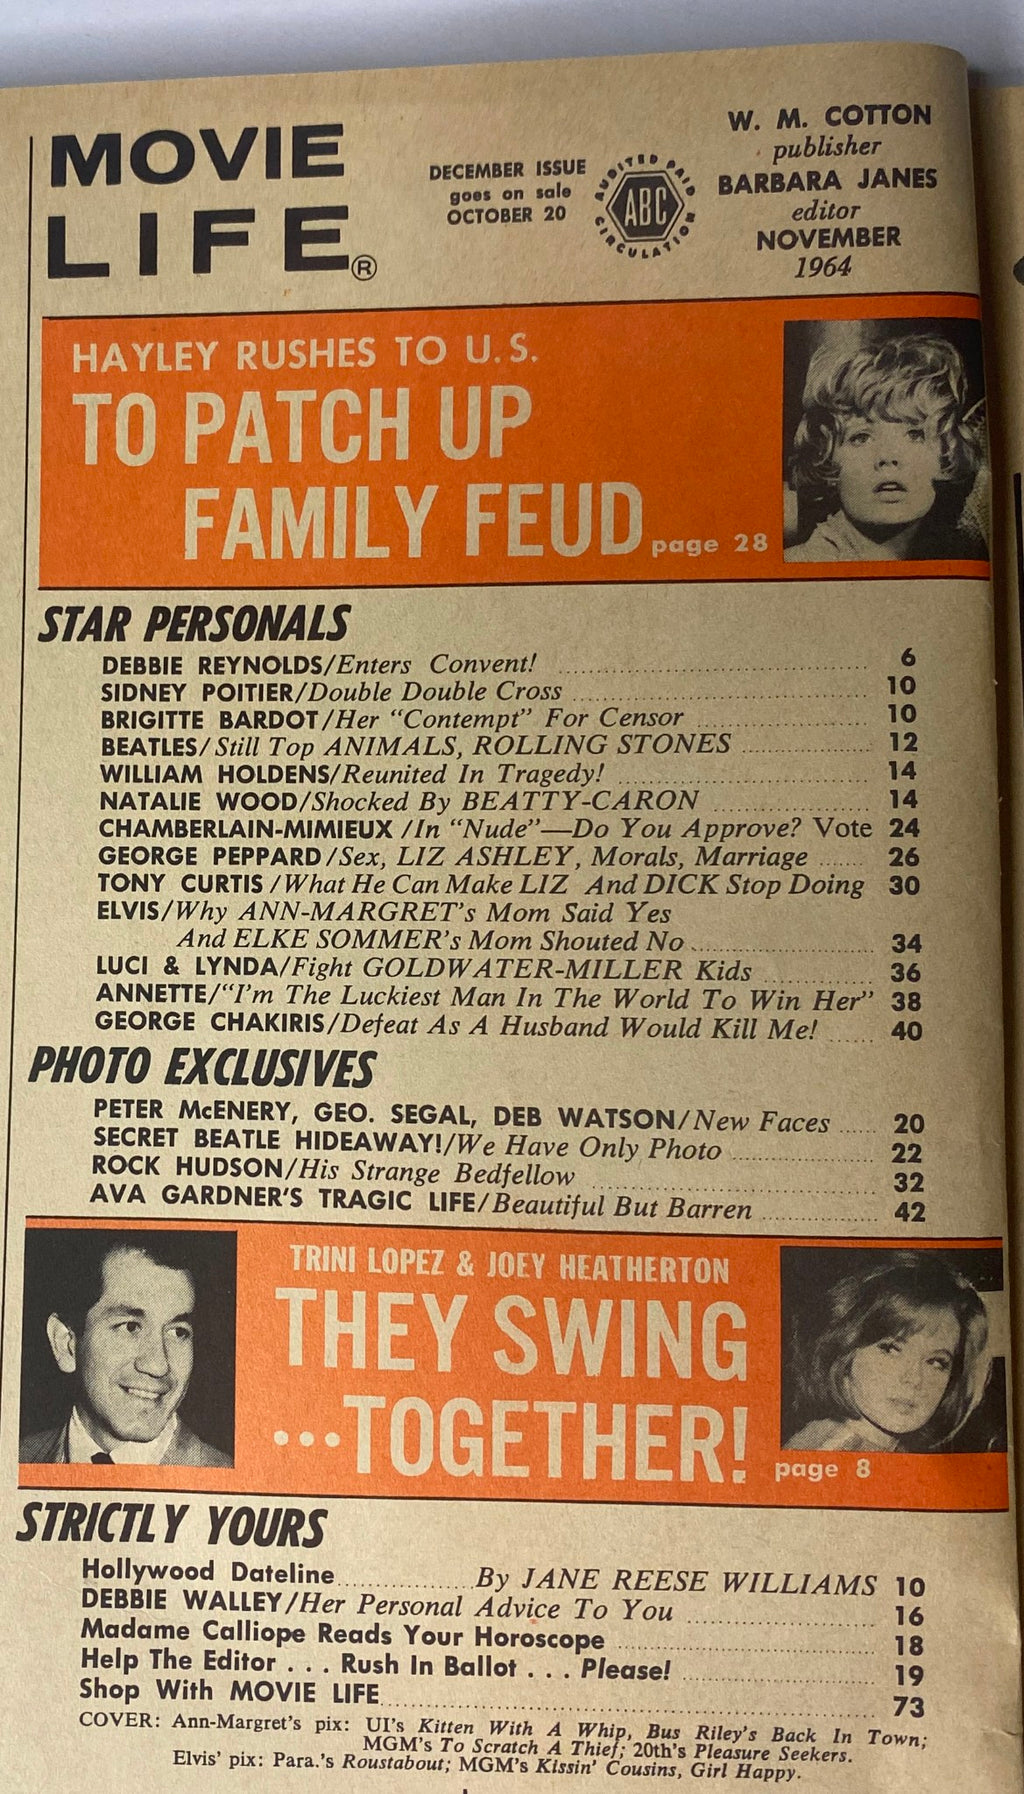 MOVIE
LIFE®
DECEMBER ISSUE
goes on sale
OCTOBER 20
AUDITED PAID
ABC
CIRCULATION
W. M. COTTON
publisher
BARBARA JANES
editor
NOVEMBER
1964
HAYLEY RUSHES TO U.S.
TO PATCH UP
FAMILY FEUD page 28
STAR PERSONALS
DEBBIE REYNOLDS/Enters Convent! 6
SIDNEY POITIER/Double Double Cross 10
BRIGITTE BARDOT/Her "Contempt" For Censor 10
BEATLES/Still Top ANIMALS, ROLLING STONES 12
WILLIAM HOLDENS/Reunited In Tragedy! 14
NATALIE WOOD/Shocked By BEATTY-CARON 14
CHAMBERLAIN-MIMIEUX/In "Nude"—Do You Approve? Vote 24
GEORGE PEPPARD/Sex, LIZ ASHLEY, Morals, Marriage 26
TONY CURTIS/What He Can Make LIZ And DICK Stop Doing 30
ELVIS/Why ANN-MARGRET's Mom Said Yes
And ELKE SOMMER's Mom Shouted No 34
LUCI & LYNDA/Fight GOLDWATER-MILLER Kids 36
ANNETTE/"I'm The Luckiest Man In The World To Win Her" 38
GEORGE CHAKIRIS/Defeat As A Husband Would Kill Me! 40
PHOTO EXCLUSIVES
PETER McENERY, GEO. SEGAL, DEB WATSON/New Faces 20
SECRET BEATLE HIDEAWAY!/We Have Only Photo 22
ROCK HUDSON/His Strange Bedfellow 32
AVA GARDNER'S TRAGIC LIFE/Beautiful But Barren 42
TRINI LOPEZ & JOEY HEATHERTON
THEY SWING
...TOGETHER! page 8
STRICTLY YOURS
Hollywood Dateline By JANE REESE WILLIAMS 10
DEBBIE WALLEY/Her Personal Advice To You 16
Madame Calliope Reads Your Horoscope 18
Help The Editor . . . Rush In Ballot . . . Please! 19
Shop With MOVIE LIFE 73
COVER: Ann-Margret's pix: UI's Kitten With A Whip, Bus Riley's Back In Town;
MGM's To Scratch A Thief; 20th's Pleasure Seekers.
Elvis' pix: Para.'s Roustabout; MGM's Kissin' Cousins, Girl Happy.